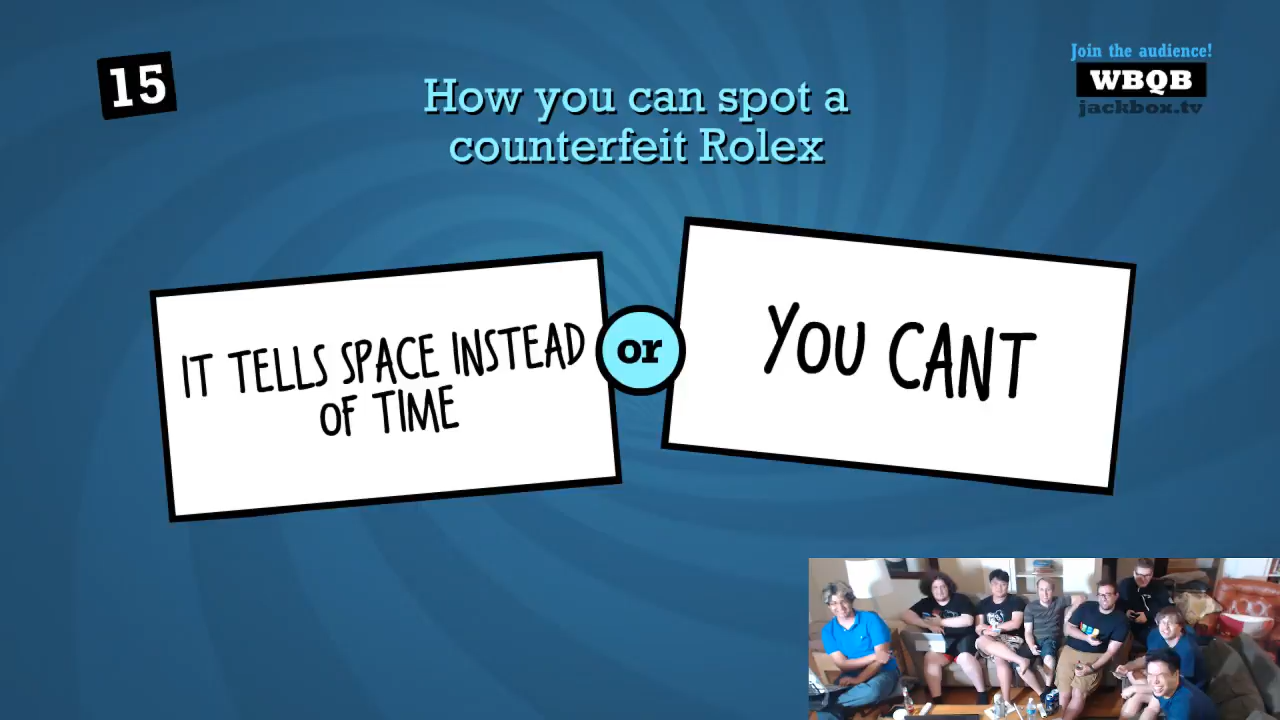 15
Join the audience!
WBQB
jackbox.tv
How you can spot a
counterfeit Rolex
IT TELLS SPACE INSTEAD
OF TIME
or
YOU CANT